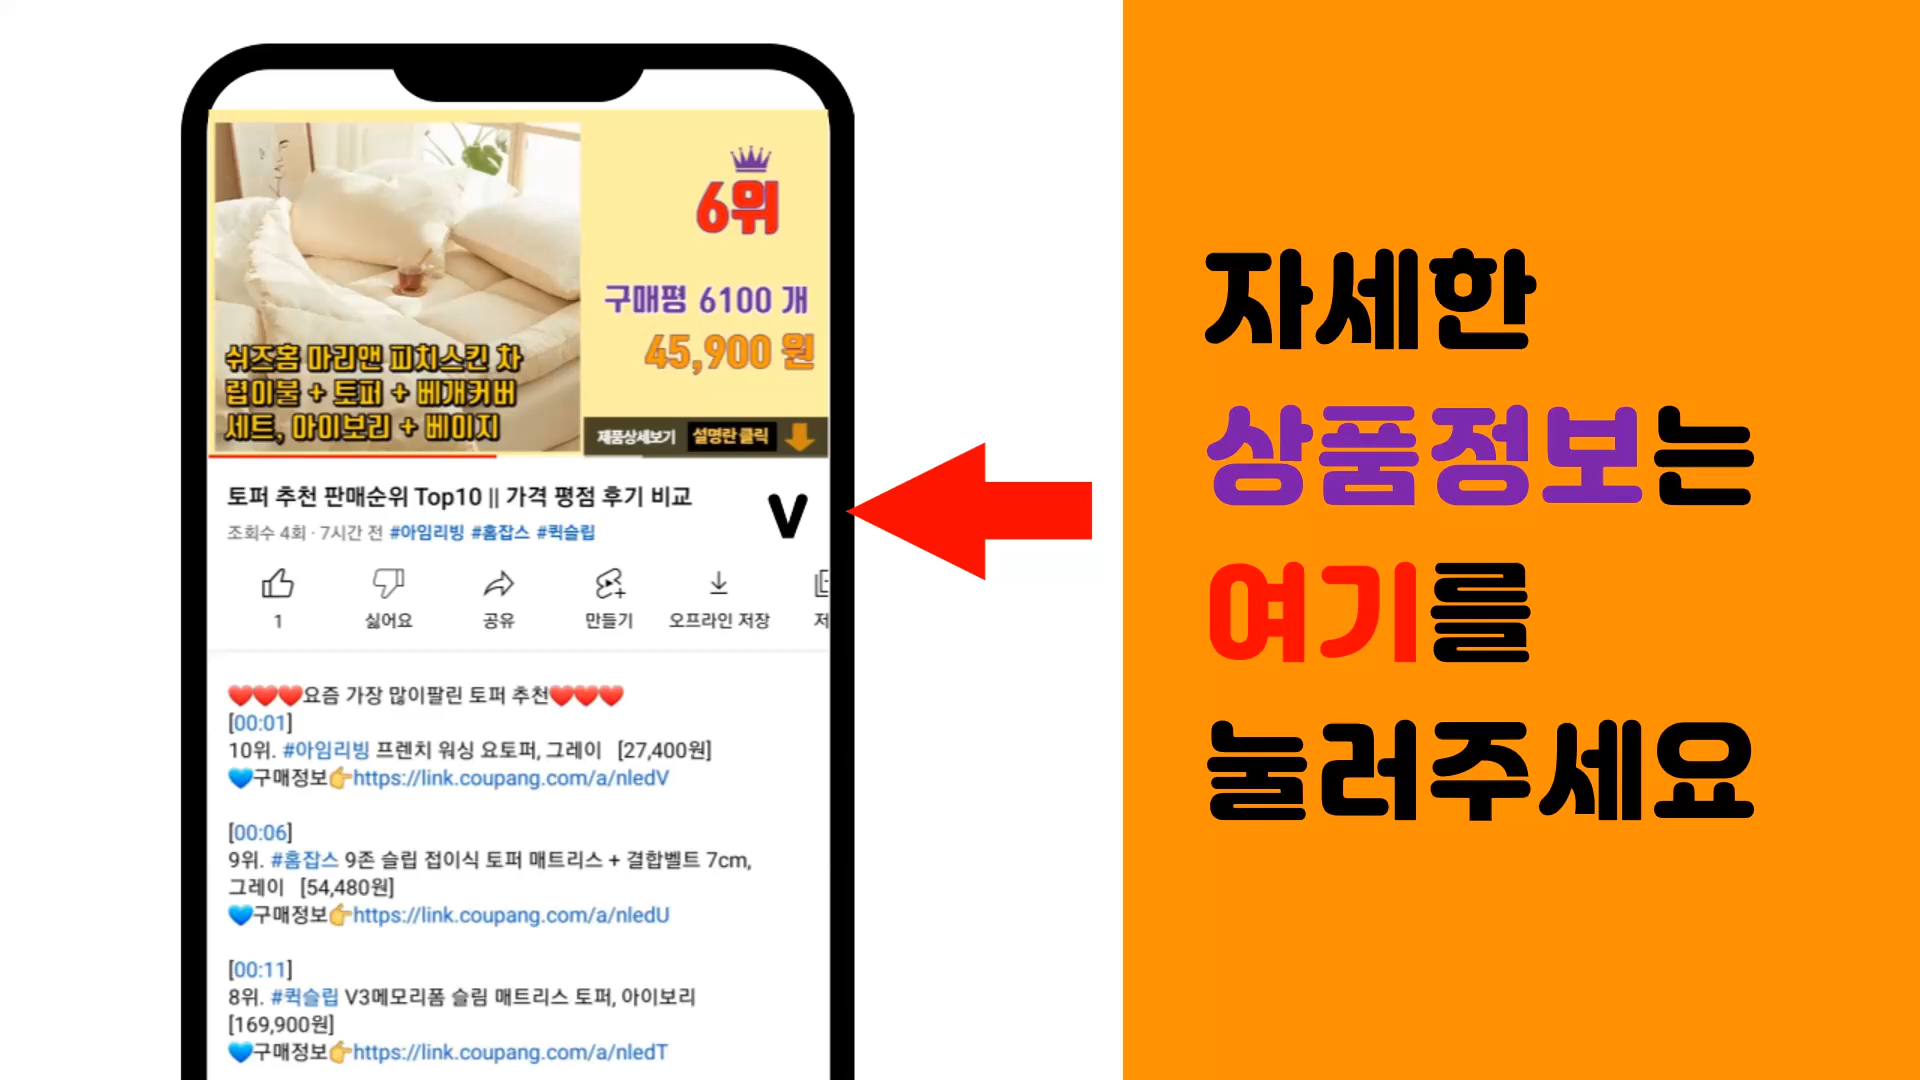 6위
구매평 6100 개
45,900 원
쉬즈홈 마리앤 피치스킨 차
렵이불 + 토퍼 + 베개커버
세트, 아이보리 + 베이지
제품상세보기 설명란 클릭
토퍼 추천 판매순위 Top10 || 가격 평점 후기 비교
V
조회수 4회 · 7시간 전 #아임리빙 #홈잡스 #퀵슬립
1 싫어요 공유 만들기 오프라인 저장 저
❤️❤️❤️요즘 가장 많이팔린 토퍼 추천❤️❤️❤️
[00:01]
10위. #아임리빙 프렌치 워싱 요토퍼, 그레이 [27,400원]
💙구매정보👉https://link.coupang.com/a/nledV
[00:06]
9위. #홈잡스 9존 슬립 접이식 토퍼 매트리스 + 결합벨트 7cm,
그레이 [54,480원]
💙구매정보👉https://link.coupang.com/a/nledU
[00:11]
8위. #퀵슬립 V3메모리폼 슬림 매트리스 토퍼, 아이보리
[169,900원]
💙구매정보👉https://link.coupang.com/a/nledT
자세한
상품정보는
여기를
눌러주세요